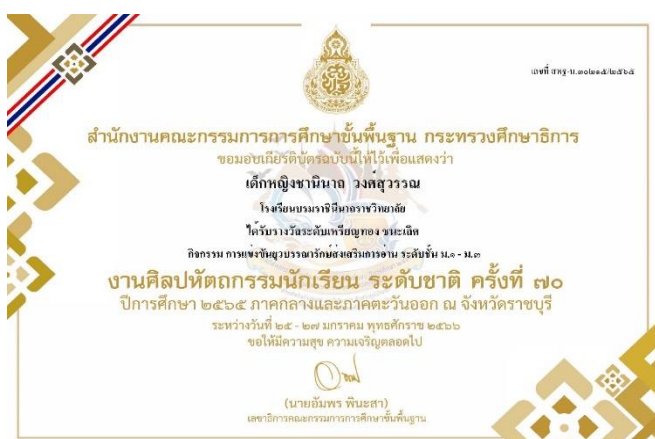 เลขที่ สพฐ-ม.๓๐๒๑๕/๒๕๖๕
สำนักงานคณะกรรมการการศึกษาขั้นพื้นฐาน กระทรวงศึกษาธิการ
ขอมอบเกียรติบัตรฉบับนี้ให้ไว้เพื่อแสดงว่า
เด็กหญิงชานินาถ วงศ์สุวรรณ
โรงเรียนบรมราชินีนาถราชวิทยาลัย
ได้รับรางวัลระดับเหรียญทอง ชนะเลิศ
กิจกรรม การแข่งขันยุวบรรณารักษ์ส่งเสริมการอ่าน ระดับชั้น ม.๑ - ม.๓
งานศิลปหัตถกรรมนักเรียน ระดับชาติ ครั้งที่ ๗๐
ปีการศึกษา ๒๕๖๕ ภาคกลางและภาคตะวันออก ณ จังหวัดราชบุรี
ระหว่างวันที่ ๒๕ - ๒๗ มกราคม พุทธศักราช ๒๕๖๖
ขอให้มีความสุข ความเจริญตลอดไป
(นายอัมพร พินะสา)
เลขาธิการคณะกรรมการการศึกษาขั้นพื้นฐาน